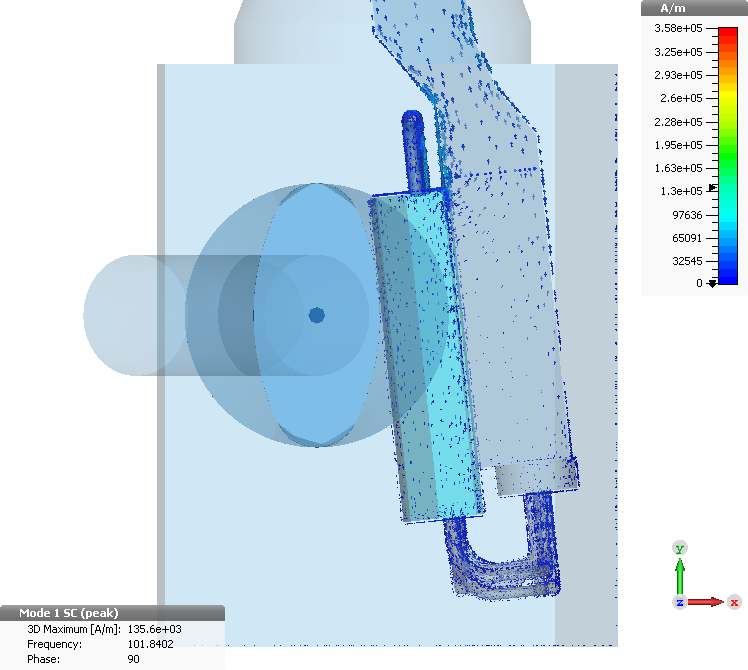 A/m
3.58e+05
3.25e+05
2.93e+05
2.6e+05
2.28e+05
1.95e+05
1.63e+05
1.3e+05
97636
65091
32545
0
Y
Z X
Mode 1 SC (peak)
3D Maximum [A/m]: 135.6e+03
Frequency: 101.8402
Phase: 90